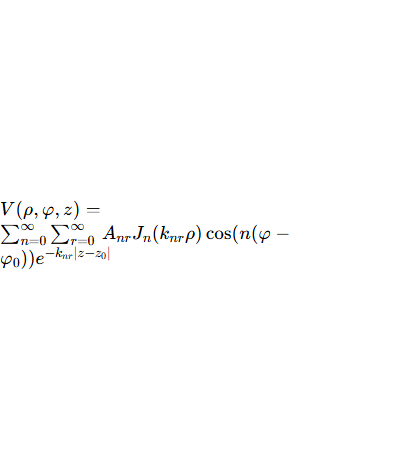 V(ρ, φ, z) =
∑_{n=0}^{∞} ∑_{r=0}^{∞} A_{nr} J_n(k_{nr}ρ) cos(n(φ −
φ_0))e^{−k_{nr}|z−z_0|}